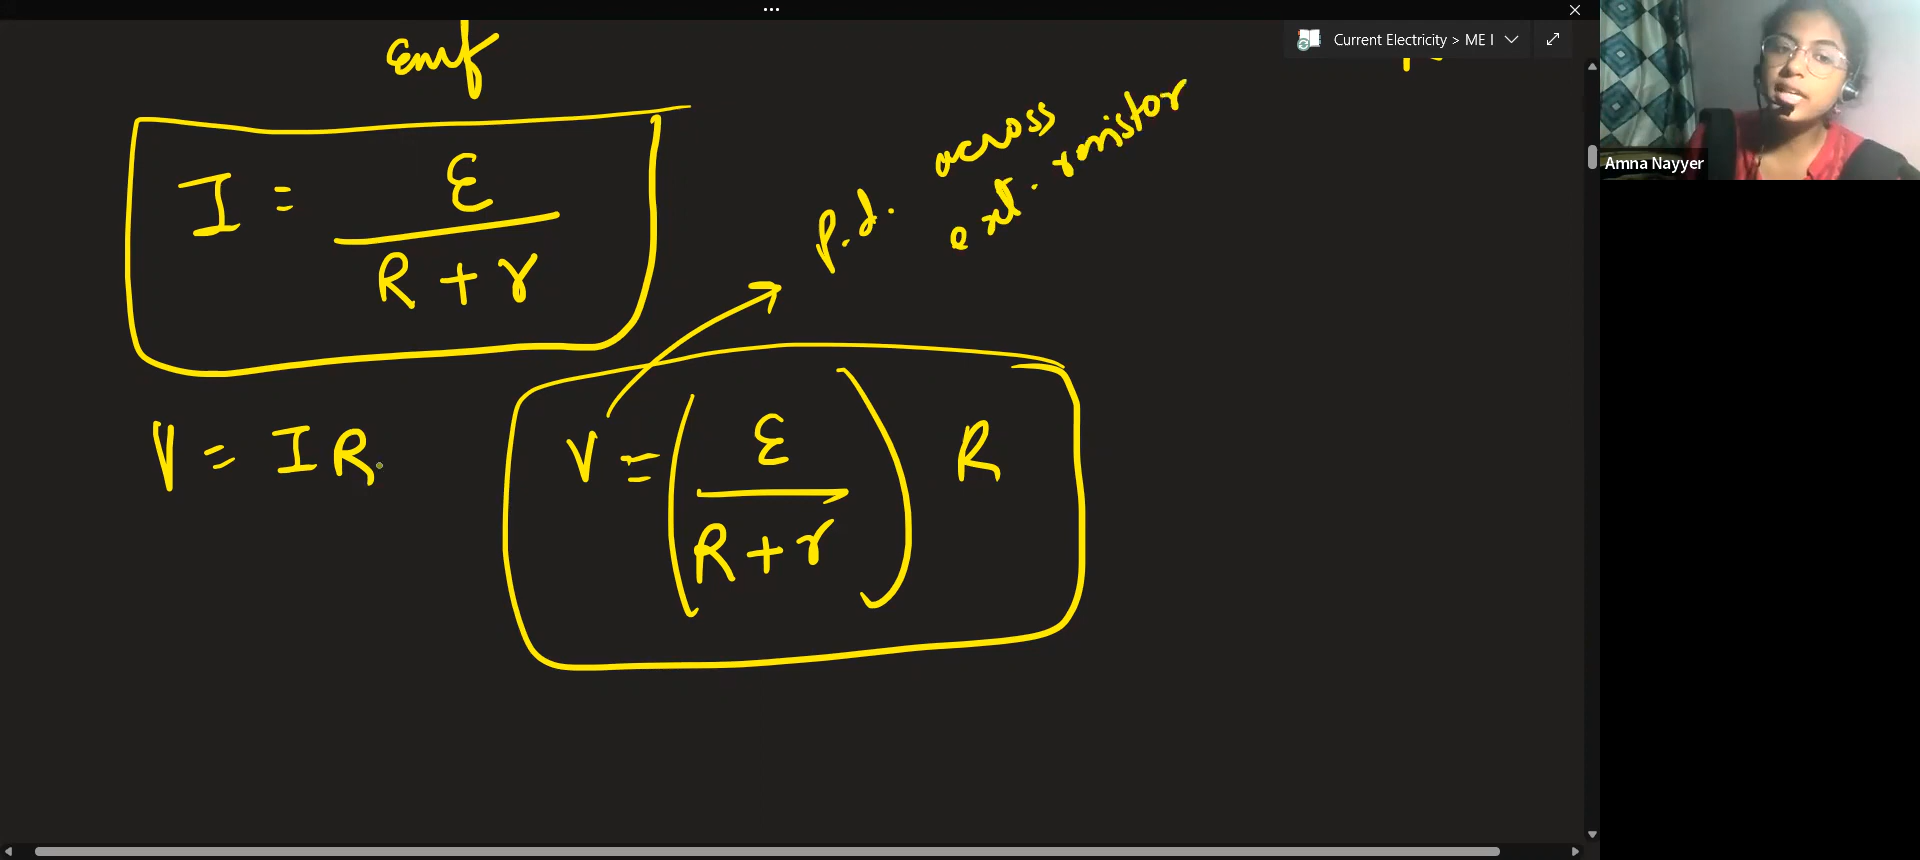 ...
Current Electricity > ME I
Emf
I = ε / R + r
p.d. across
ext. resistor
V = IR
V = ( ε / R + r ) R
Amna Nayyer